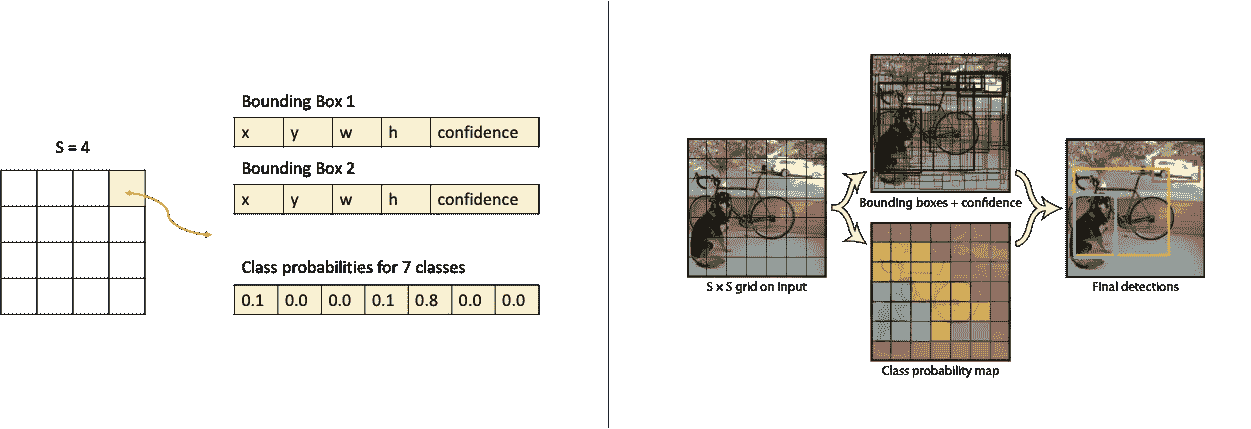 S = 4
Bounding Box 1
x y w h confidence
Bounding Box 2
x y w h confidence
Class probabilities for 7 classes
0.1 0.0 0.0 0.1 0.8 0.0 0.0
S × S grid on input
Bounding boxes + confidence
Class probability map
Final detections